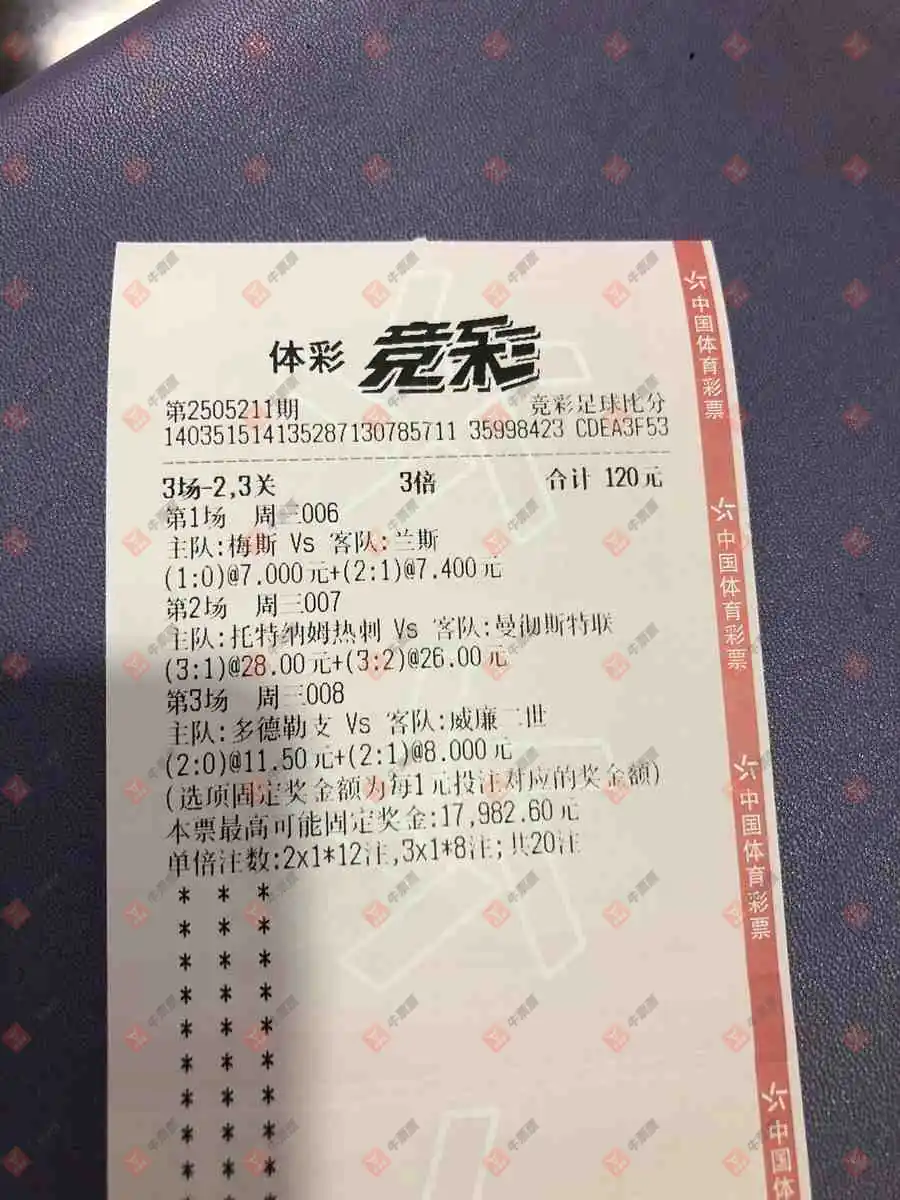 体彩 竞彩
第2505211期 竞彩足球比分
140351514135287130785711 35998423 CDEA3F53
3场-2,3关 3倍 合计 120元
第1场 周三006
主队:梅斯 Vs 客队:兰斯
(1:0)@7.000元+(2:1)@7.400元
第2场 周三007
主队:托特纳姆热刺 Vs 客队:曼彻斯特联
(3:1)@28.00元+(3:2)@26.00元
第3场 周三008
主队:多德勒支 Vs 客队:威廉二世
(2:0)@11.50元+(2:1)@8.000元
(选项固定奖金额为每1元投注对应的奖金额)
本票最高可能固定奖金:17,982.60元
单倍注数:2x1*12注,3x1*8注;共20注
* * *
* * *
* * *
* * *
* * *
* * *
* * *
* * *
* * *
中国体育彩票
中国体育彩票
中国体育彩票
中国体
牛票票